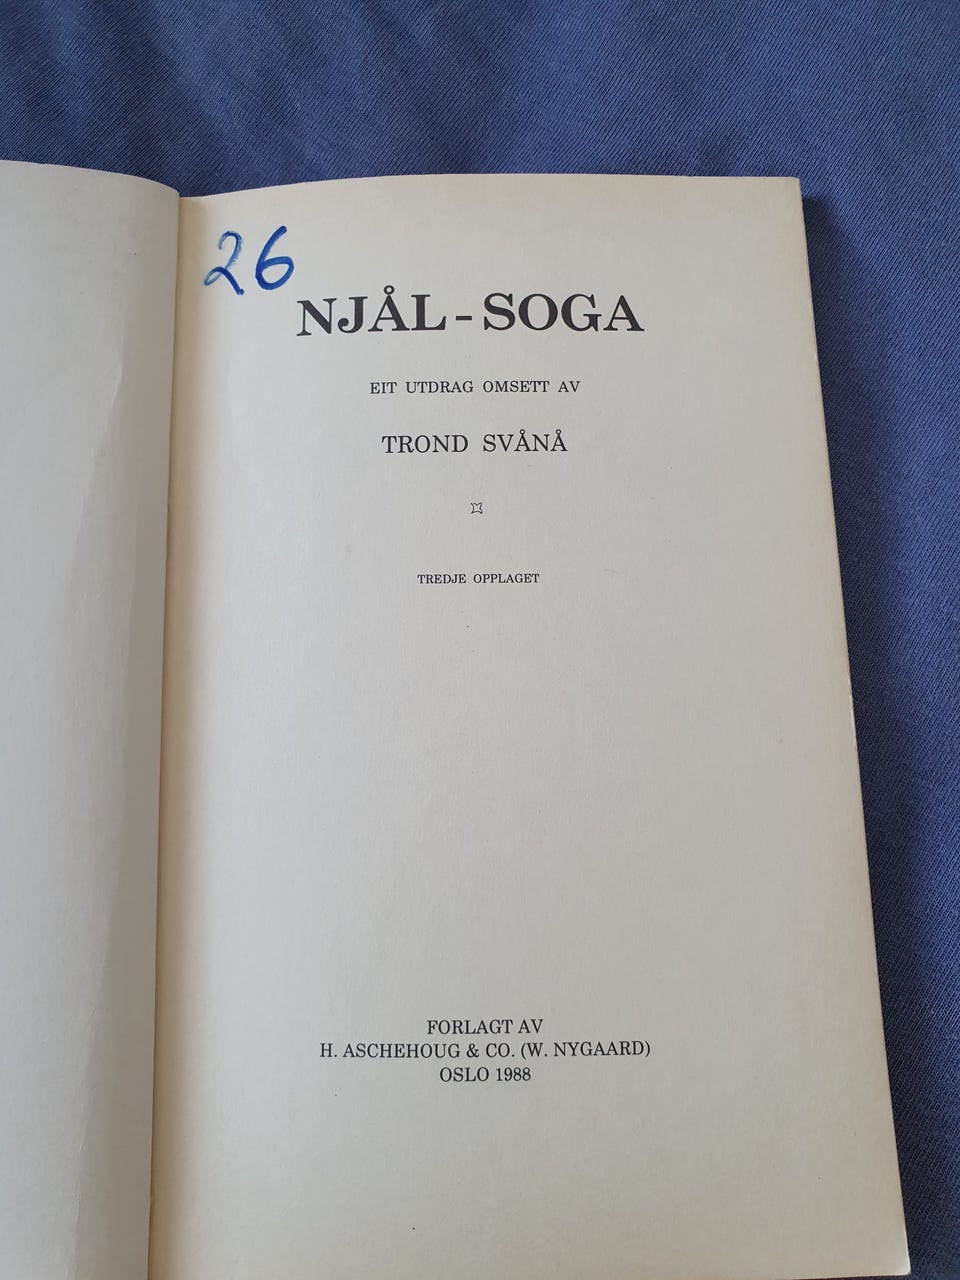 26
NJÅL-SOGA
EIT UTDRAG OMSETT AV
TROND SVÅNÅ
TREDJE OPPLAGET
FORLAGT AV
H. ASCHEHOUG & CO. (W. NYGAARD)
OSLO 1988